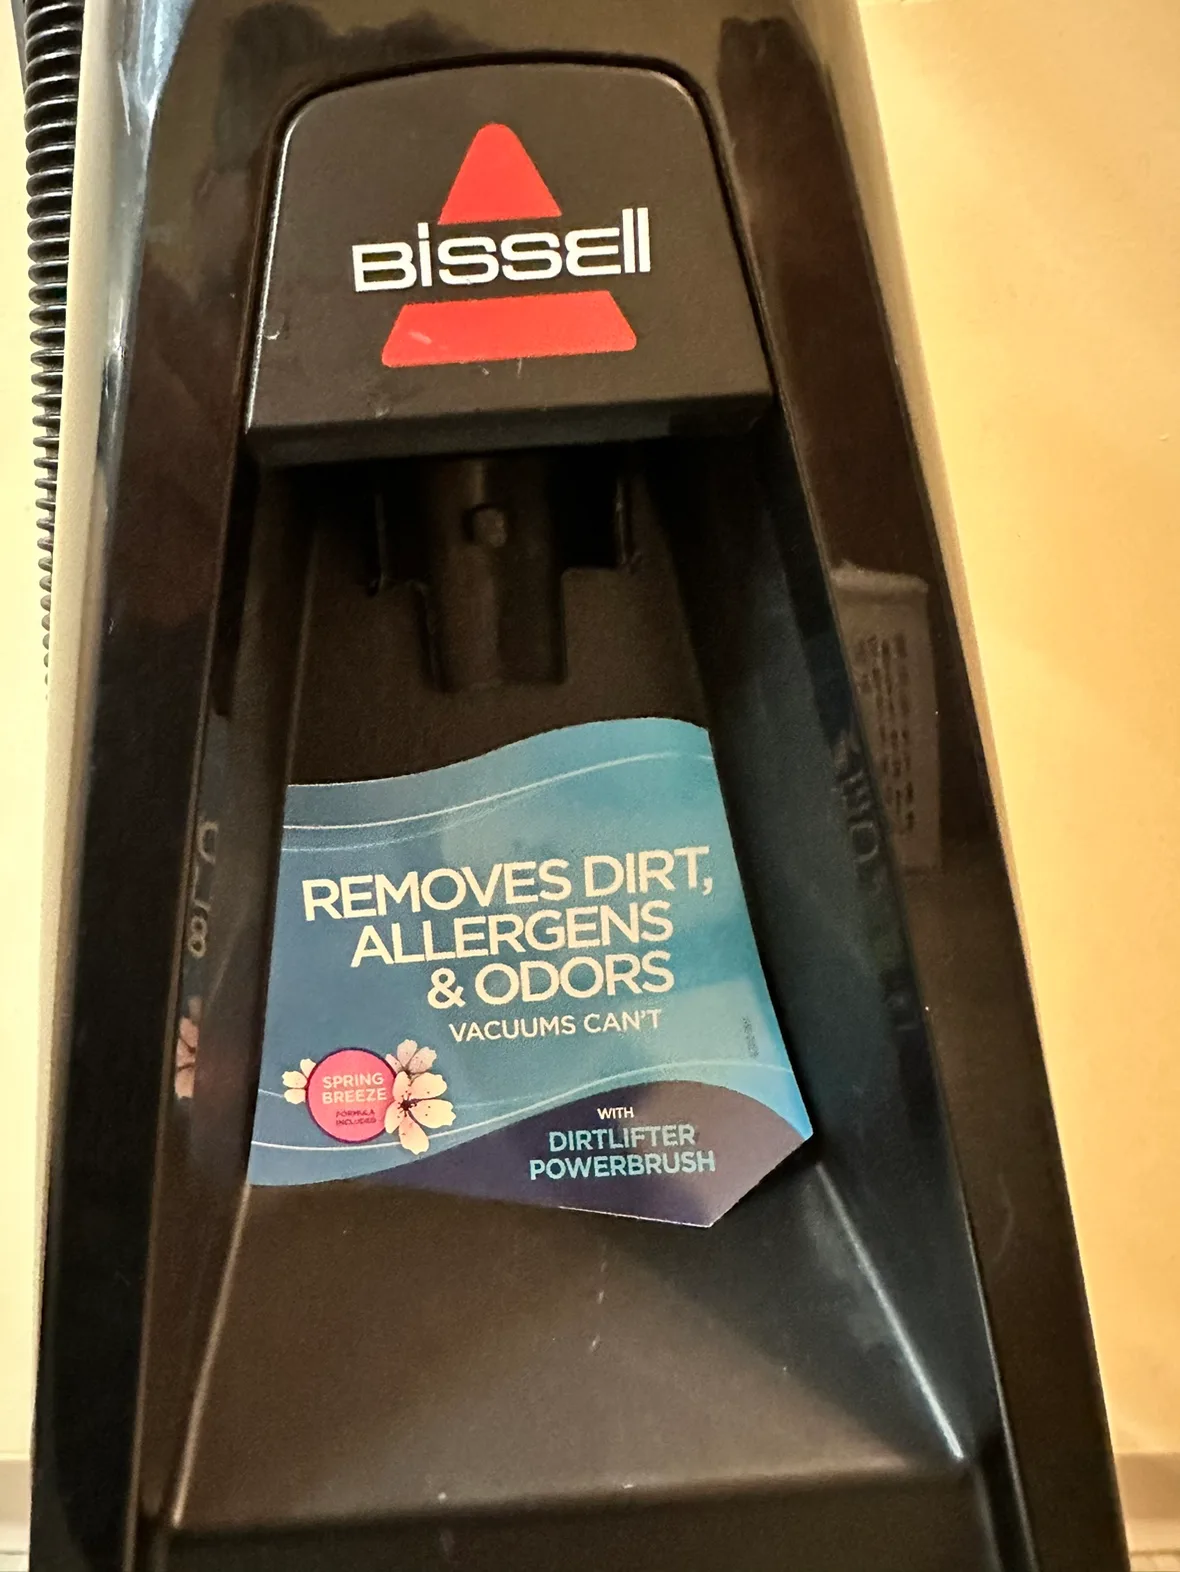 BISSELL
REMOVES DIRT,
ALLERGENS
& ODORS
VACUUMS CAN'T
SPRING
BREEZE
FORMULA
INCLUDED
WITH
DIRTLIFTER
POWERBRUSH